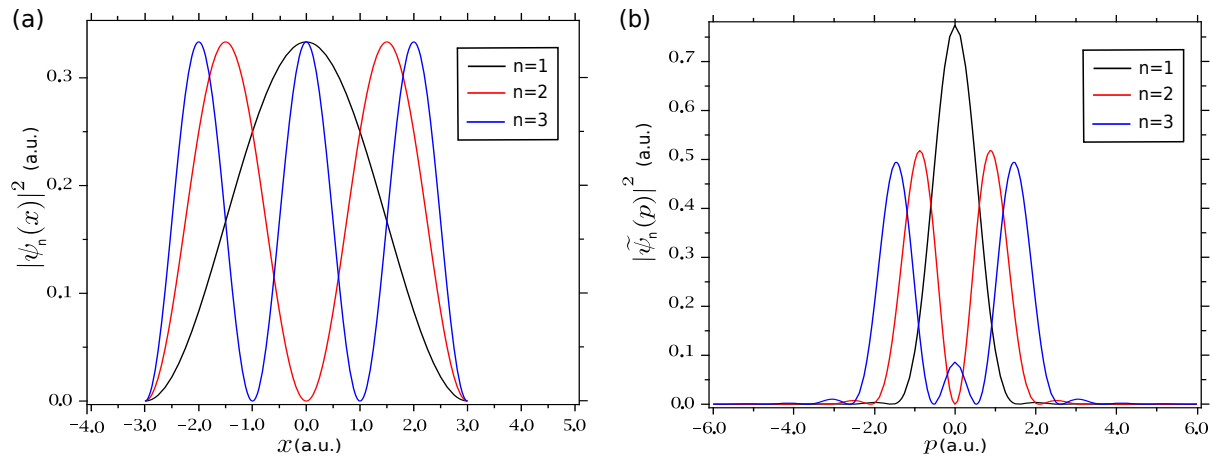 (a)
|ψₙ(x)|² (a.u.)
0.3
0.2
0.1
0.0
n=1
n=2
n=3
−4.0 −3.0 −2.0 −1.0 0.0 1.0 2.0 3.0 4.0 5.0
x (a.u.)
(b)
|ψ̃ₙ(p)|² (a.u.)
0.7
0.6
0.5
0.4
0.3
0.2
0.1
0.0
n=1
n=2
n=3
−6.0 −4.0 −2.0 0.0 2.0 4.0 6.0
p (a.u.)